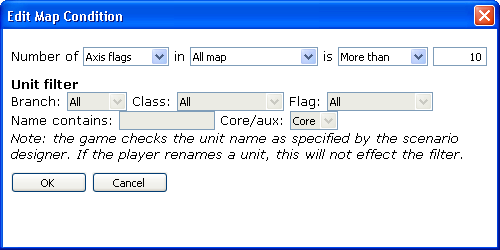 Edit Map Condition
Number of Axis flags in All map is More than 10
Unit filter
Branch: All Class: All Flag: All
Name contains: Core/aux: Core
Note: the game checks the unit name as specified by the scenario
designer. If the player renames a unit, this will not effect the filter.
OK Cancel